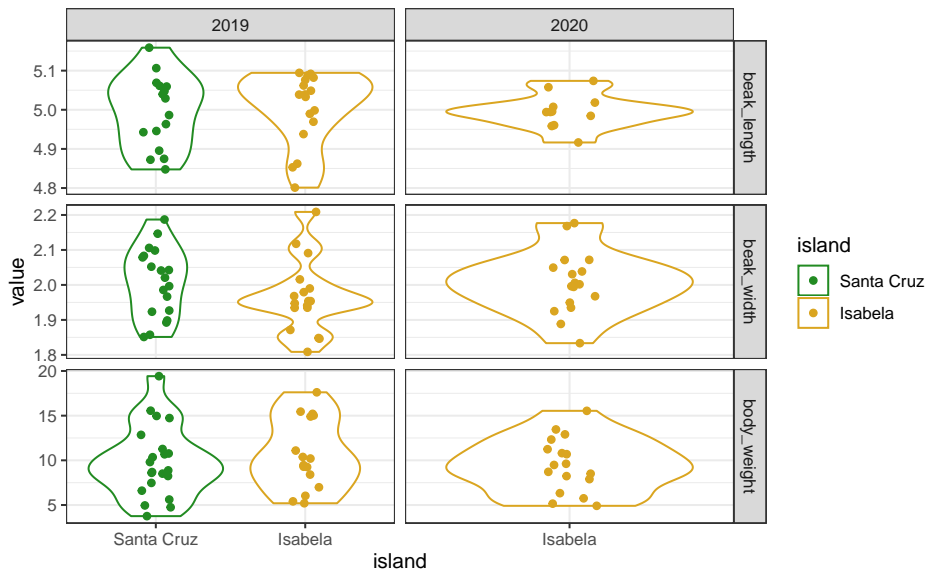 2019
2020
5.1
5.0
4.9
4.8
beak_length
2.2
2.1
2.0
1.9
1.8
beak_width
20
15
10
5
body_weight
value
Santa Cruz
Isabela
Isabela
island
island
Santa Cruz
Isabela